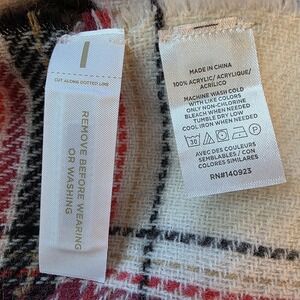 CUT ALONG DOTTED LINE
REMOVE BEFORE WEARING
OR WASHING
MADE IN CHINA
100% ACRYLIC/ ACRYLIQUE/
ACRÍLICO
MACHINE WASH COLD
WITH LIKE COLORS
ONLY NON-CHLORINE
BLEACH WHEN NEEDED
TUMBLE DRY LOW
COOL IRON WHEN NEEDED
30
P
AVEC DES COULEURS
SEMBLABLES / CON
COLORES SIMILARES
RN#140923